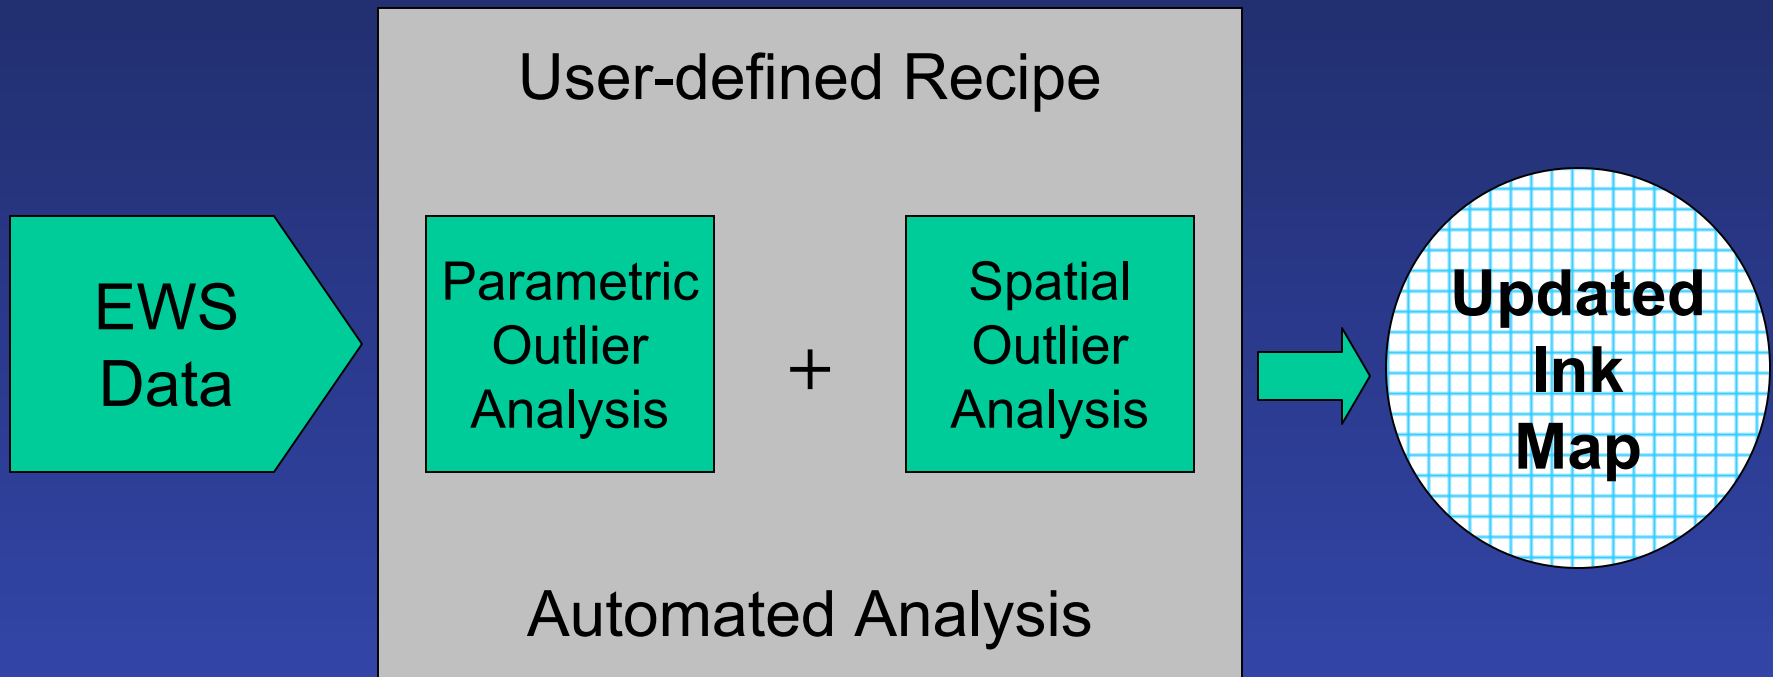 User-defined Recipe
EWS
Data
Parametric
Outlier
Analysis
+
Spatial
Outlier
Analysis
Updated
Ink
Map
Automated Analysis